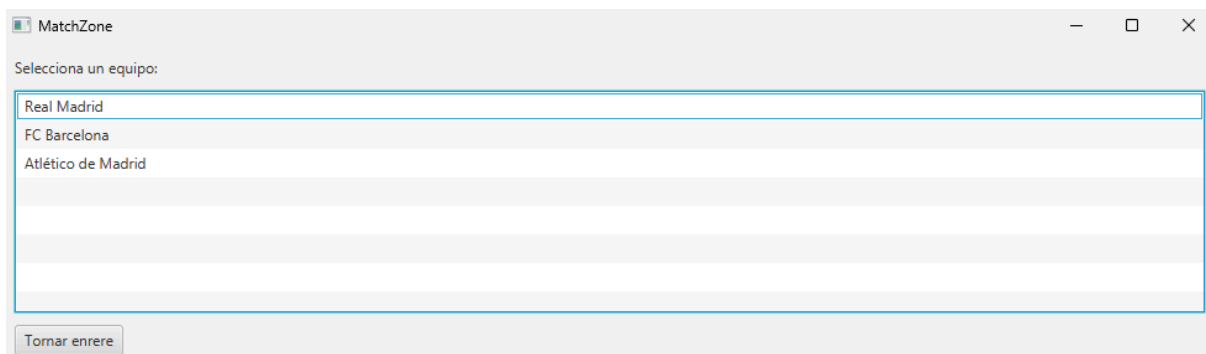 MatchZone
Selecciona un equipo:
Real Madrid
FC Barcelona
Atlético de Madrid
Tornar enrere